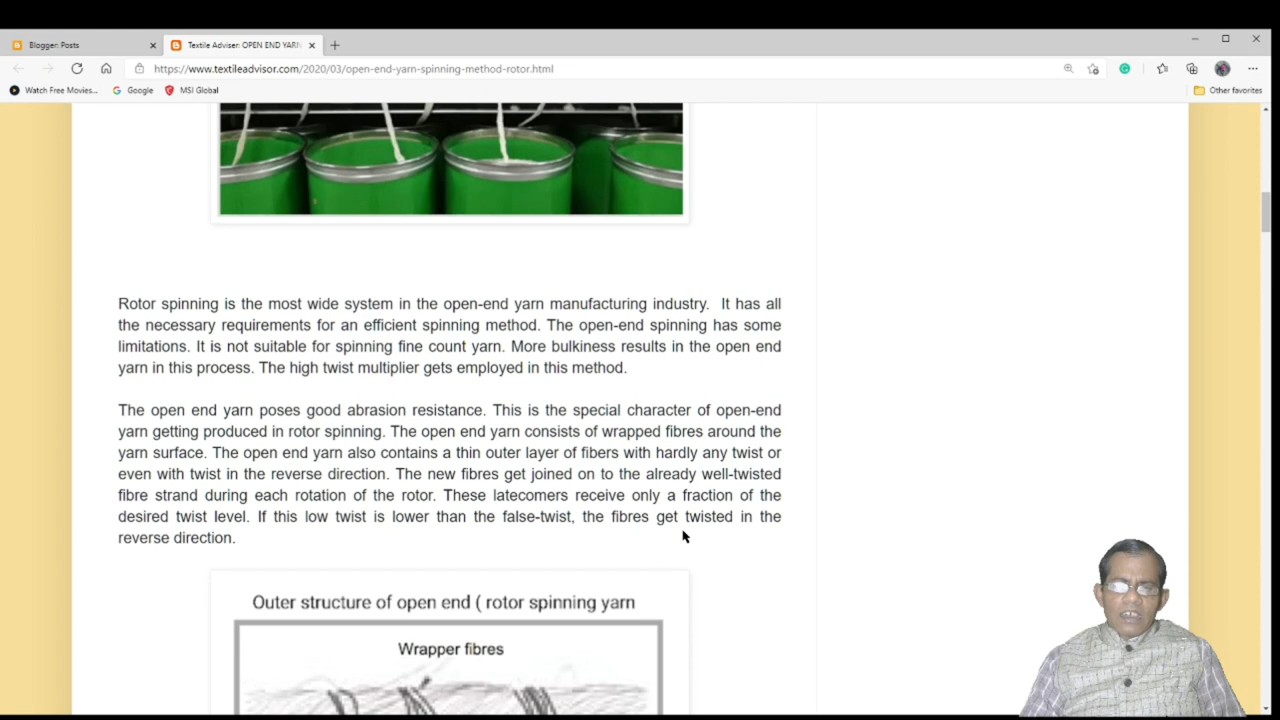 Blogger: Posts
Textile Adviser: OPEN END YARN
https://www.textileadvisor.com/2020/03/open-end-yarn-spinning-method-rotor.html
Watch Free Movies...
Google
MSI Global
Other favorites
Rotor spinning is the most wide system in the open-end yarn manufacturing industry. It has all
the necessary requirements for an efficient spinning method. The open-end spinning has some
limitations. It is not suitable for spinning fine count yarn. More bulkiness results in the open end
yarn in this process. The high twist multiplier gets employed in this method.
The open end yarn poses good abrasion resistance. This is the special character of open-end
yarn getting produced in rotor spinning. The open end yarn consists of wrapped fibres around the
yarn surface. The open end yarn also contains a thin outer layer of fibers with hardly any twist or
even with twist in the reverse direction. The new fibres get joined on to the already well-twisted
fibre strand during each rotation of the rotor. These latecomers receive only a fraction of the
desired twist level. If this low twist is lower than the false-twist, the fibres get twisted in the
reverse direction.
Outer structure of open end ( rotor spinning yarn
Wrapper fibres